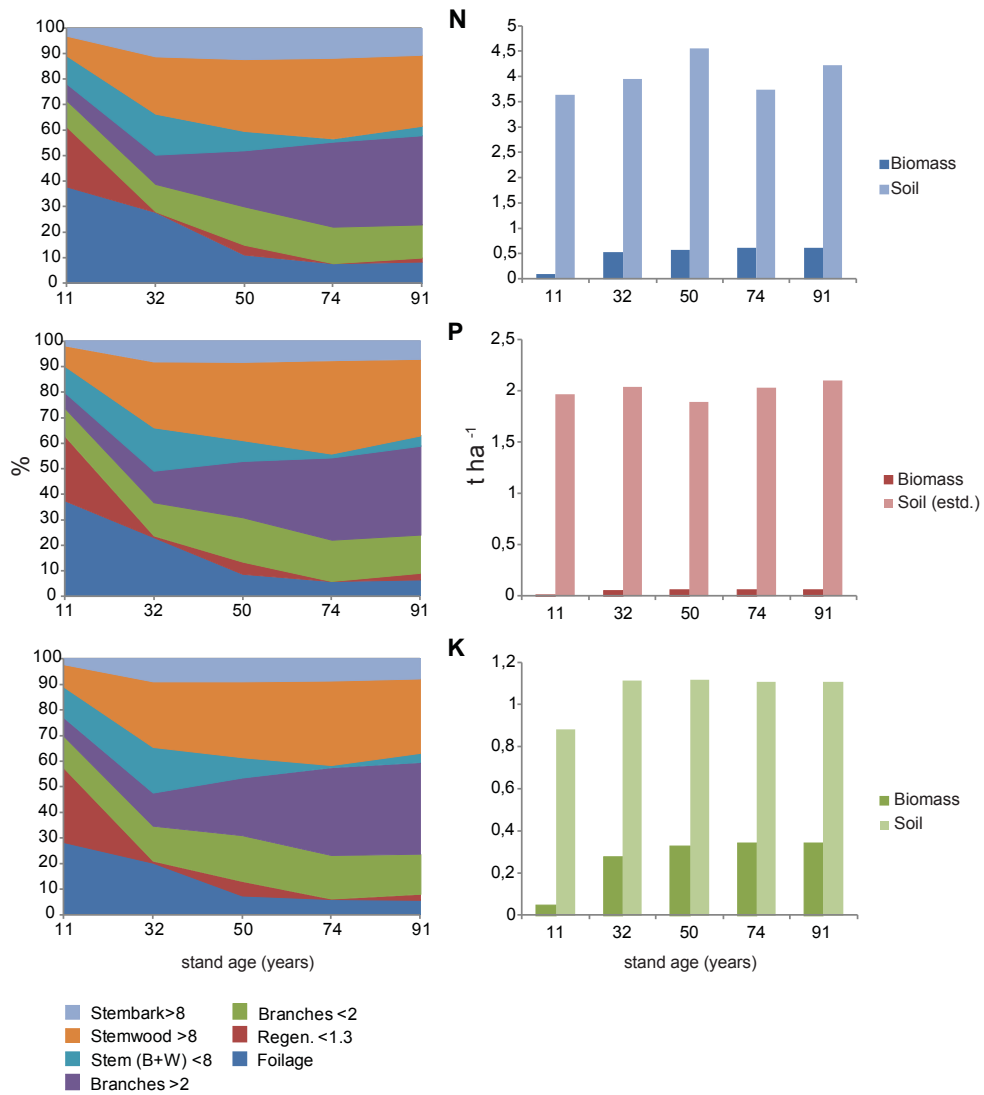 N
100
90
80
70
60
50
40
30
20
10
0
11 32 50 74 91
5
4,5
3,5
3,5
3
2,5
2
1,5
1
0,5
0
11 32 50 74 91
Biomass
Soil
P
%
100
90
80
70
60
50
40
30
20
10
0
11 32 50 74 91
t ha -1
2,5
2
1,5
1
0,5
0
11 32 50 74 91
Biomass
Soil (estd.)
K
100
90
80
70
60
50
40
30
20
10
0
11 32 50 74 91
stand age (years)
1,2
1
0,8
0,6
0,4
0,2
0
11 32 50 74 91
stand age (years)
Biomass
Soil
Stembark>8
Stemwood >8
Stem (B+W) <8
Branches >2
Branches <2
Regen. <1.3
Foilage